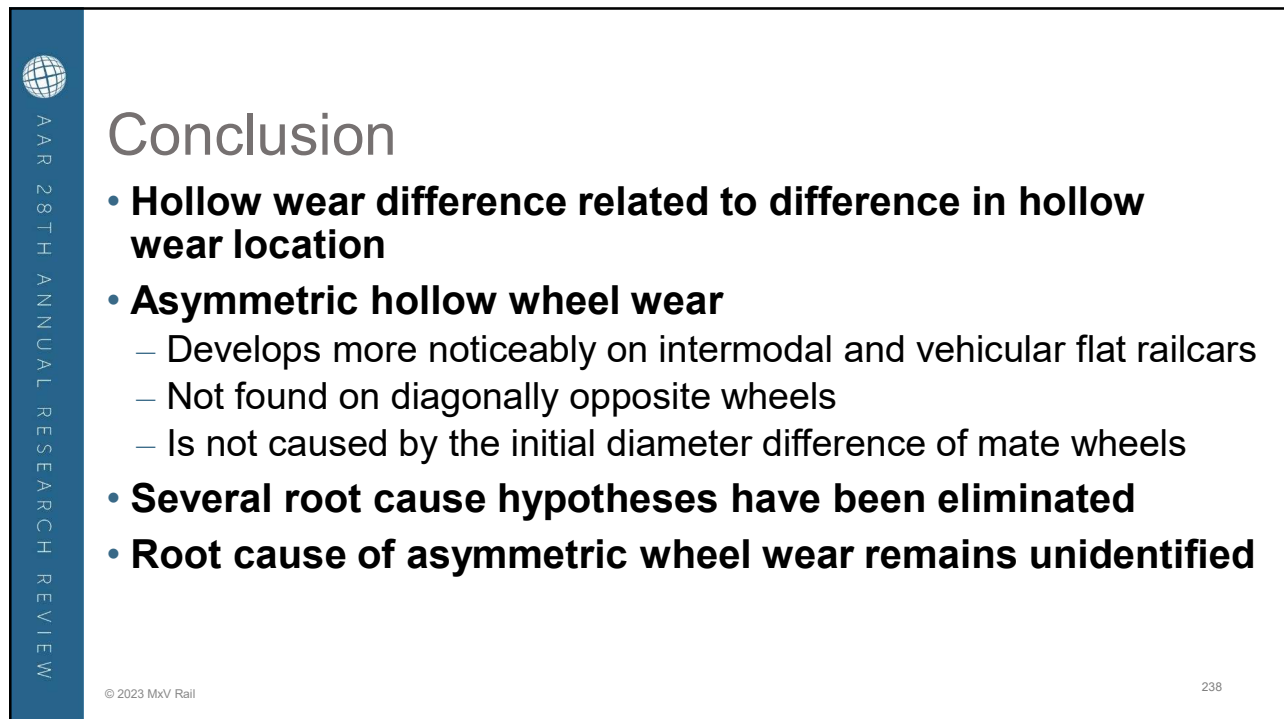 AAR 28TH ANNUAL RESEARCH REVIEW
Conclusion
• Hollow wear difference related to difference in hollow
wear location
• Asymmetric hollow wheel wear
– Develops more noticeably on intermodal and vehicular flat railcars
– Not found on diagonally opposite wheels
– Is not caused by the initial diameter difference of mate wheels
• Several root cause hypotheses have been eliminated
• Root cause of asymmetric wheel wear remains unidentified
© 2023 MxV Rail
238